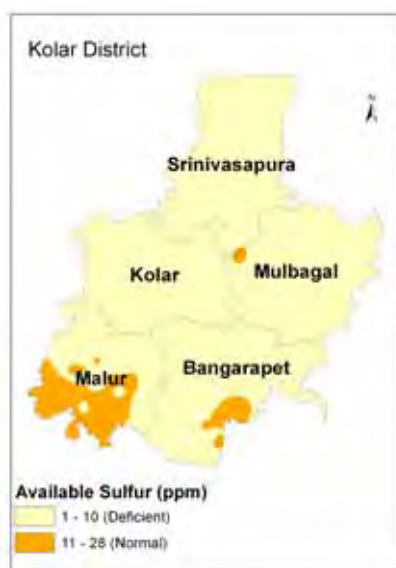 Kolar District
N
Srinivasapura
Kolar
Mulbagal
Malur
Bangarapet
Available Sulfur (ppm)
1 - 10 (Deficient)
11 - 28 (Normal)